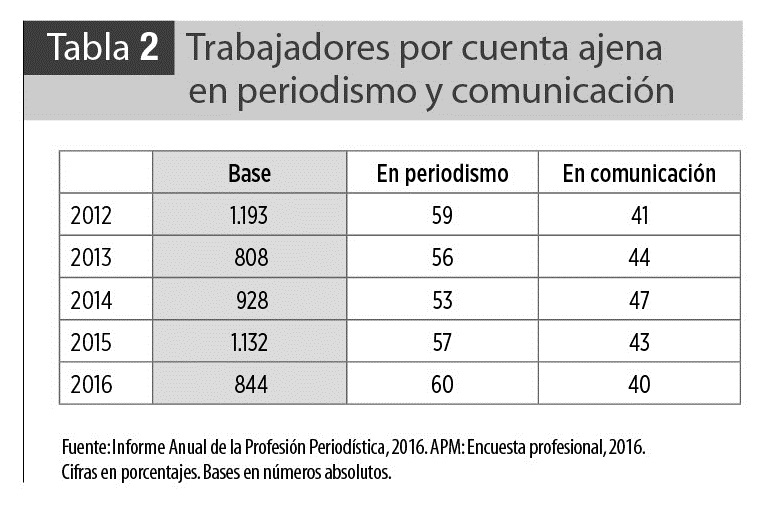 Tabla 2 Trabajadores por cuenta ajena
en periodismo y comunicación
Base En periodismo En comunicación
2012 1.193 59 41
2013 808 56 44
2014 928 53 47
2015 1.132 57 43
2016 844 60 40
Fuente: Informe Anual de la Profesión Periodística, 2016. APM: Encuesta profesional, 2016.
Cifras en porcentajes. Bases en números absolutos.